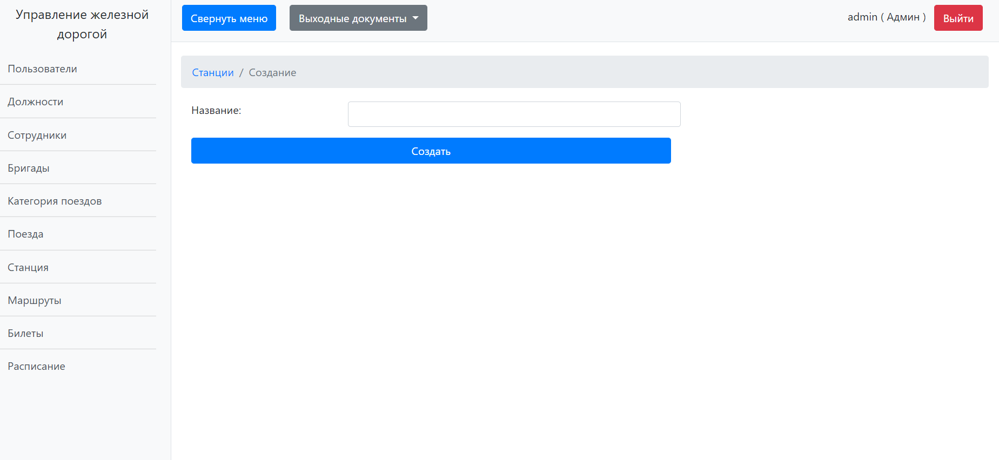 Управление железной
дорогой
Пользователи
Должности
Сотрудники
Бригады
Категория поездов
Поезда
Станция
Маршруты
Билеты
Расписание
Свернуть меню
Выходные документы
admin ( Админ )
Выйти
Станции / Создание
Название:
Создать